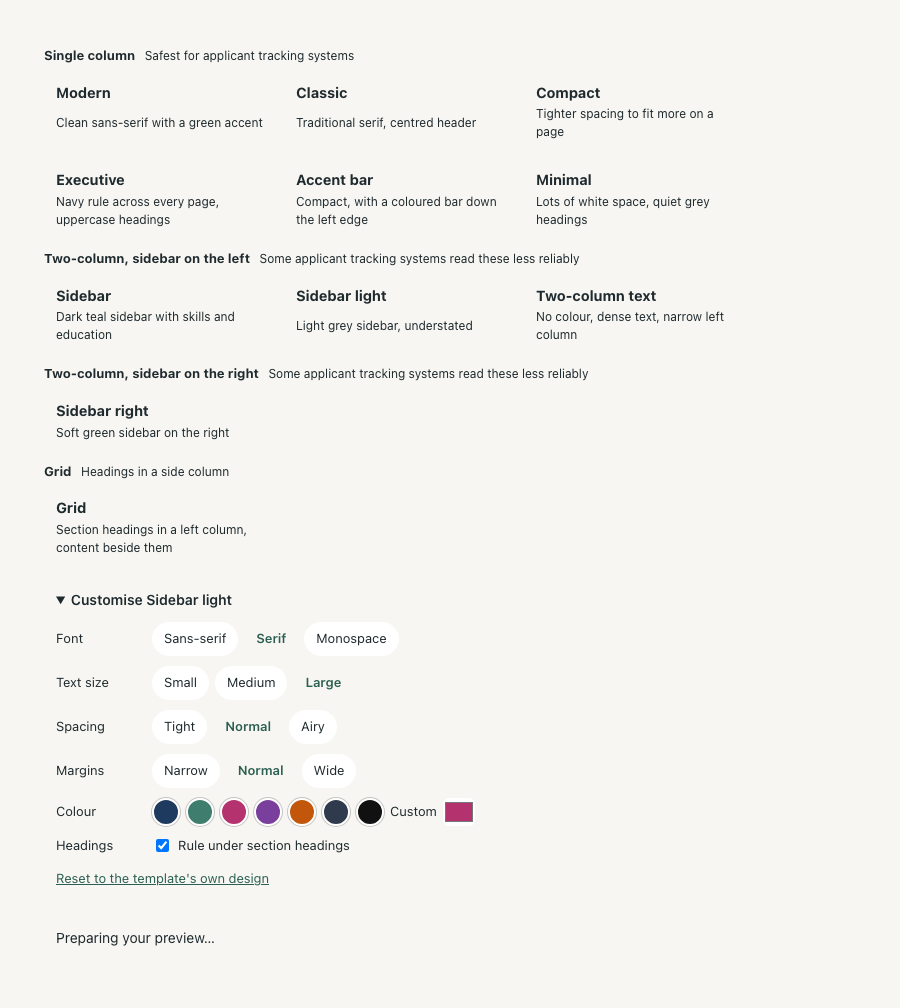 Single column Safest for applicant tracking systems
Modern
Clean sans-serif with a green accent
Classic
Traditional serif, centred header
Compact
Tighter spacing to fit more on a
page
Executive
Navy rule across every page,
uppercase headings
Accent bar
Compact, with a coloured bar down
the left edge
Minimal
Lots of white space, quiet grey
headings
Two-column, sidebar on the left Some applicant tracking systems read these less reliably
Sidebar
Dark teal sidebar with skills and
education
Sidebar light
Light grey sidebar, understated
Two-column text
No colour, dense text, narrow left
column
Two-column, sidebar on the right Some applicant tracking systems read these less reliably
Sidebar right
Soft green sidebar on the right
Grid Headings in a side column
Grid
Section headings in a left column,
content beside them
▼ Customise Sidebar light
Font Sans-serif Serif Monospace
Text size Small Medium Large
Spacing Tight Normal Airy
Margins Narrow Normal Wide
Colour Custom
Headings Rule under section headings
Reset to the template's own design
Preparing your preview...